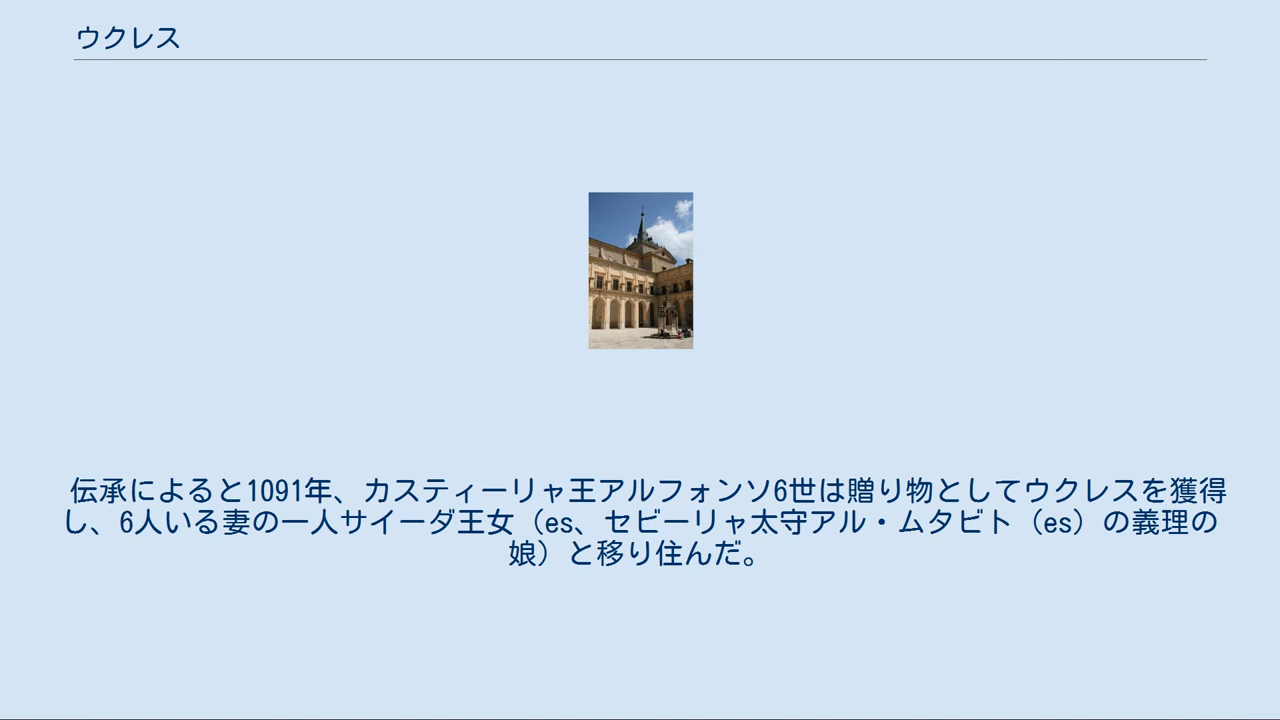 ウクレス
伝承によると1091年、カスティーリャ王アルフォンソ6世は贈り物としてウクレスを獲得
し、6人いる妻の一人サイーダ王女（es、セビーリャ太守アル・ムタビト（es）の義理の
娘）と移り住んだ。